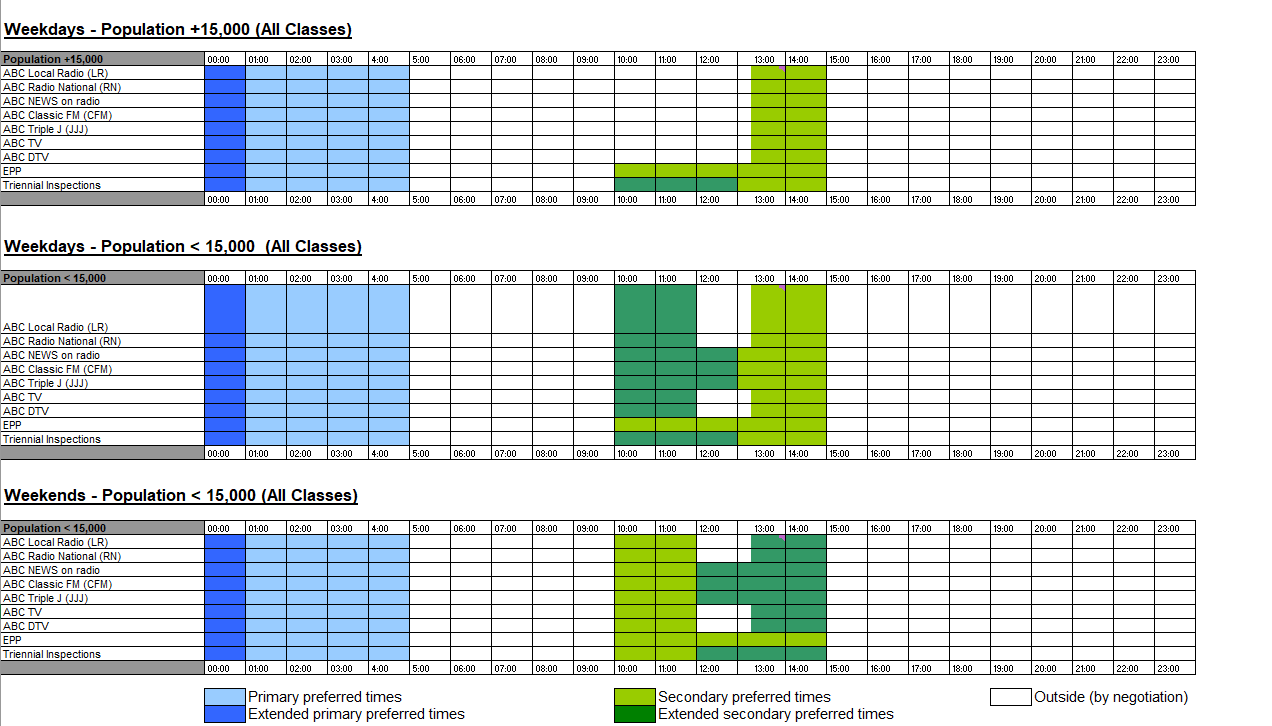 Weekdays - Population +15,000 (All Classes)
Population +15,000 00:00 01:00 02:00 03:00 4:00 5:00 06:00 07:00 08:00 09:00 10:00 11:00 12:00 13:00 14:00 15:00 16:00 17:00 18:00 19:00 20:00 21:00 22:00 23:00
ABC Local Radio (LR)
ABC Radio National (RN)
ABC NEWS on radio
ABC Classic FM (CFM)
ABC Triple J (JJJ)
ABC TV
ABC DTV
EPP
Triennial Inspections
00:00 01:00 02:00 03:00 4:00 5:00 06:00 07:00 08:00 09:00 10:00 11:00 12:00 13:00 14:00 15:00 16:00 17:00 18:00 19:00 20:00 21:00 22:00 23:00
Weekdays - Population < 15,000 (All Classes)
Population < 15,000 00:00 01:00 02:00 03:00 4:00 5:00 06:00 07:00 08:00 09:00 10:00 11:00 12:00 13:00 14:00 15:00 16:00 17:00 18:00 19:00 20:00 21:00 22:00 23:00
ABC Local Radio (LR)
ABC Radio National (RN)
ABC NEWS on radio
ABC Classic FM (CFM)
ABC Triple J (JJJ)
ABC TV
ABC DTV
EPP
Triennial Inspections
00:00 01:00 02:00 03:00 4:00 5:00 06:00 07:00 08:00 09:00 10:00 11:00 12:00 13:00 14:00 15:00 16:00 17:00 18:00 19:00 20:00 21:00 22:00 23:00
Weekends - Population < 15,000 (All Classes)
Population < 15,000 00:00 01:00 02:00 03:00 4:00 5:00 06:00 07:00 08:00 09:00 10:00 11:00 12:00 13:00 14:00 15:00 16:00 17:00 18:00 19:00 20:00 21:00 22:00 23:00
ABC Local Radio (LR)
ABC Radio National (RN)
ABC NEWS on radio
ABC Classic FM (CFM)
ABC Triple J (JJJ)
ABC TV
ABC DTV
EPP
Triennial Inspections
00:00 01:00 02:00 03:00 4:00 5:00 06:00 07:00 08:00 09:00 10:00 11:00 12:00 13:00 14:00 15:00 16:00 17:00 18:00 19:00 20:00 21:00 22:00 23:00
Primary preferred times Secondary preferred times Outside (by negotiation)
Extended primary preferred times Extended secondary preferred times